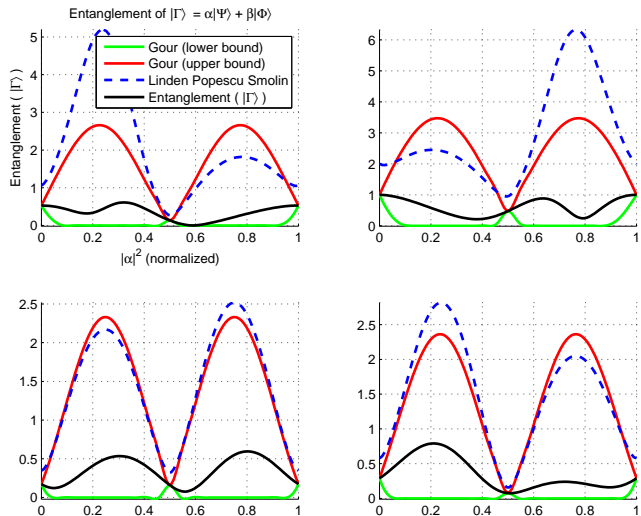 Entanglement of |Γ⟩ = α|Ψ⟩ + β|Φ⟩
Gour (lower bound)
Gour (upper bound)
Linden Popescu Smolin
Entanglement ( |Γ⟩ )
Entanglement ( |Γ⟩ )
5
4
3
2
1
0
0 0.2 0.4 0.6 0.8 1
|α|² (normalized)
6
5
4
3
2
1
0
0 0.2 0.4 0.6 0.8 1
2.5
2
1.5
1
0.5
0
0 0.2 0.4 0.6 0.8 1
2.5
2
1.5
1
0.5
0
0 0.2 0.4 0.6 0.8 1